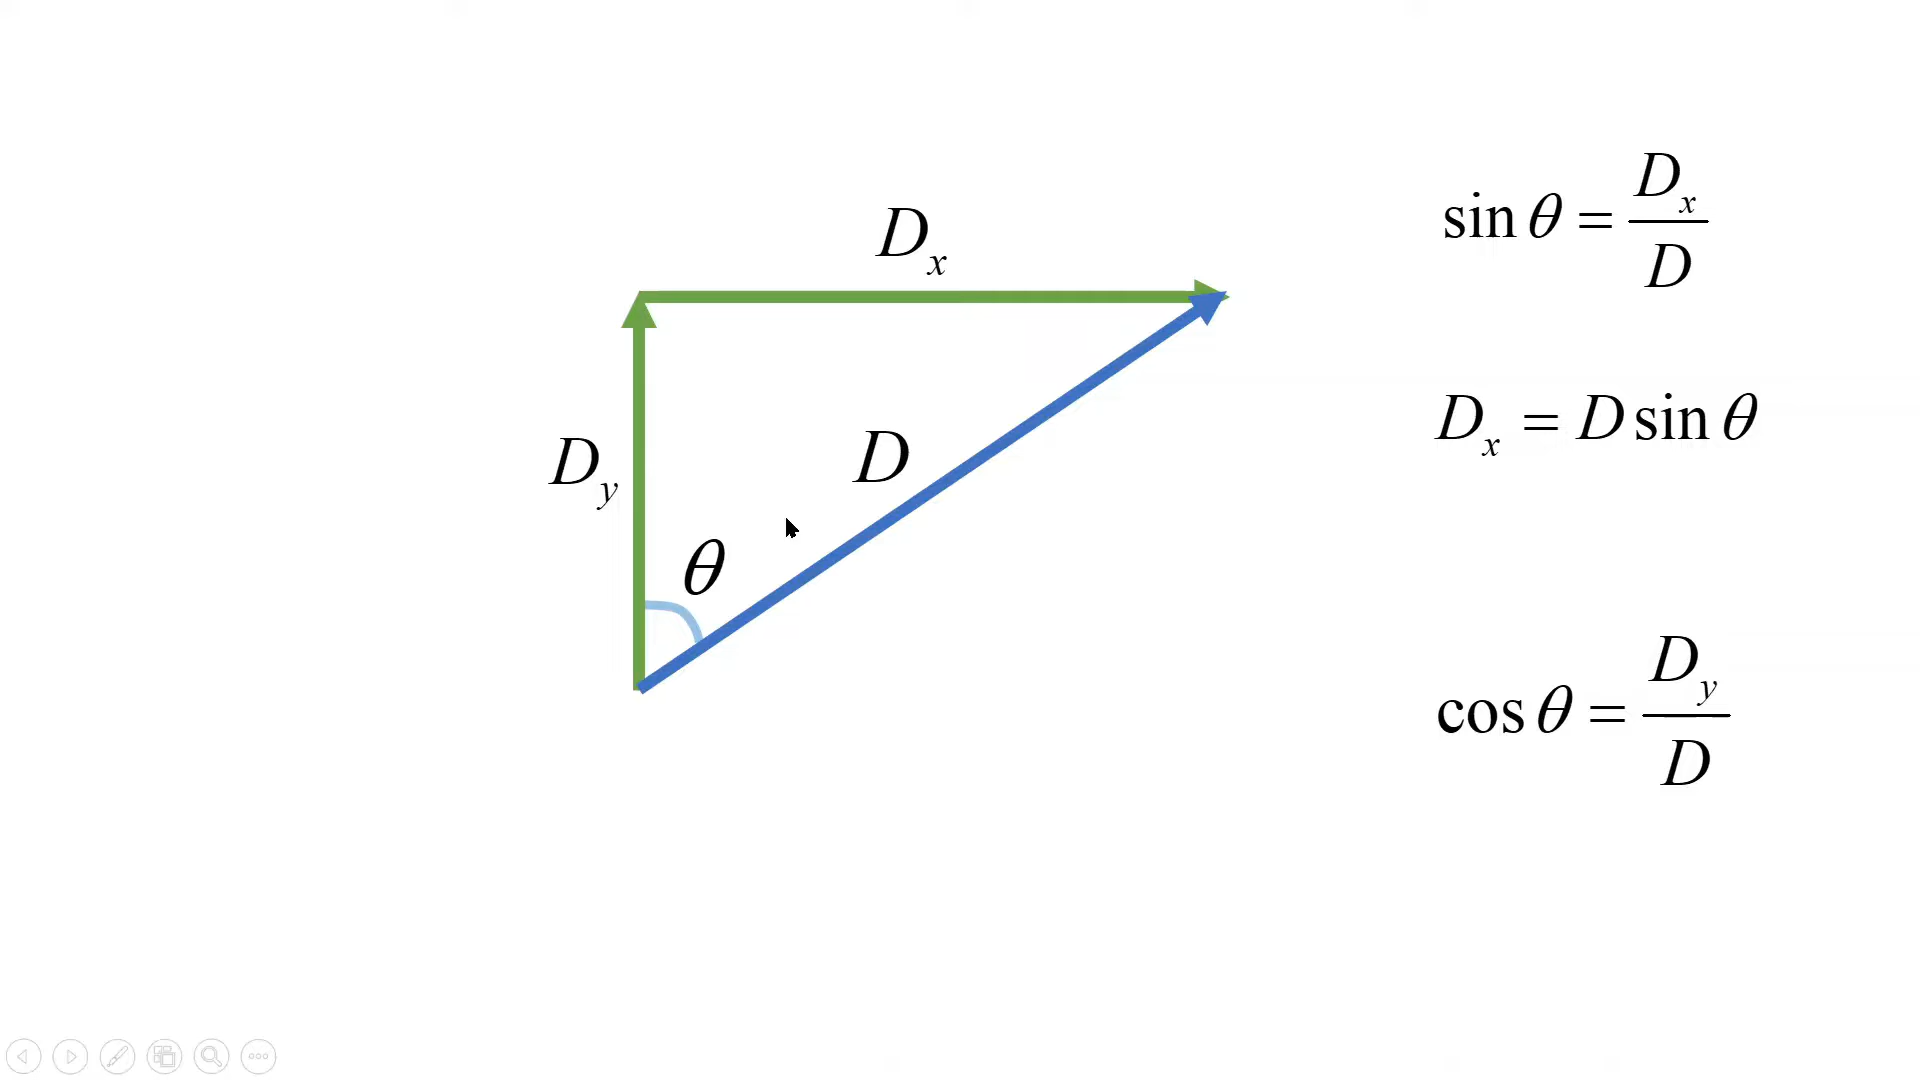 D_x
D_y
D
θ
sin θ = D_x / D
D_x = D sin θ
cos θ = D_y / D